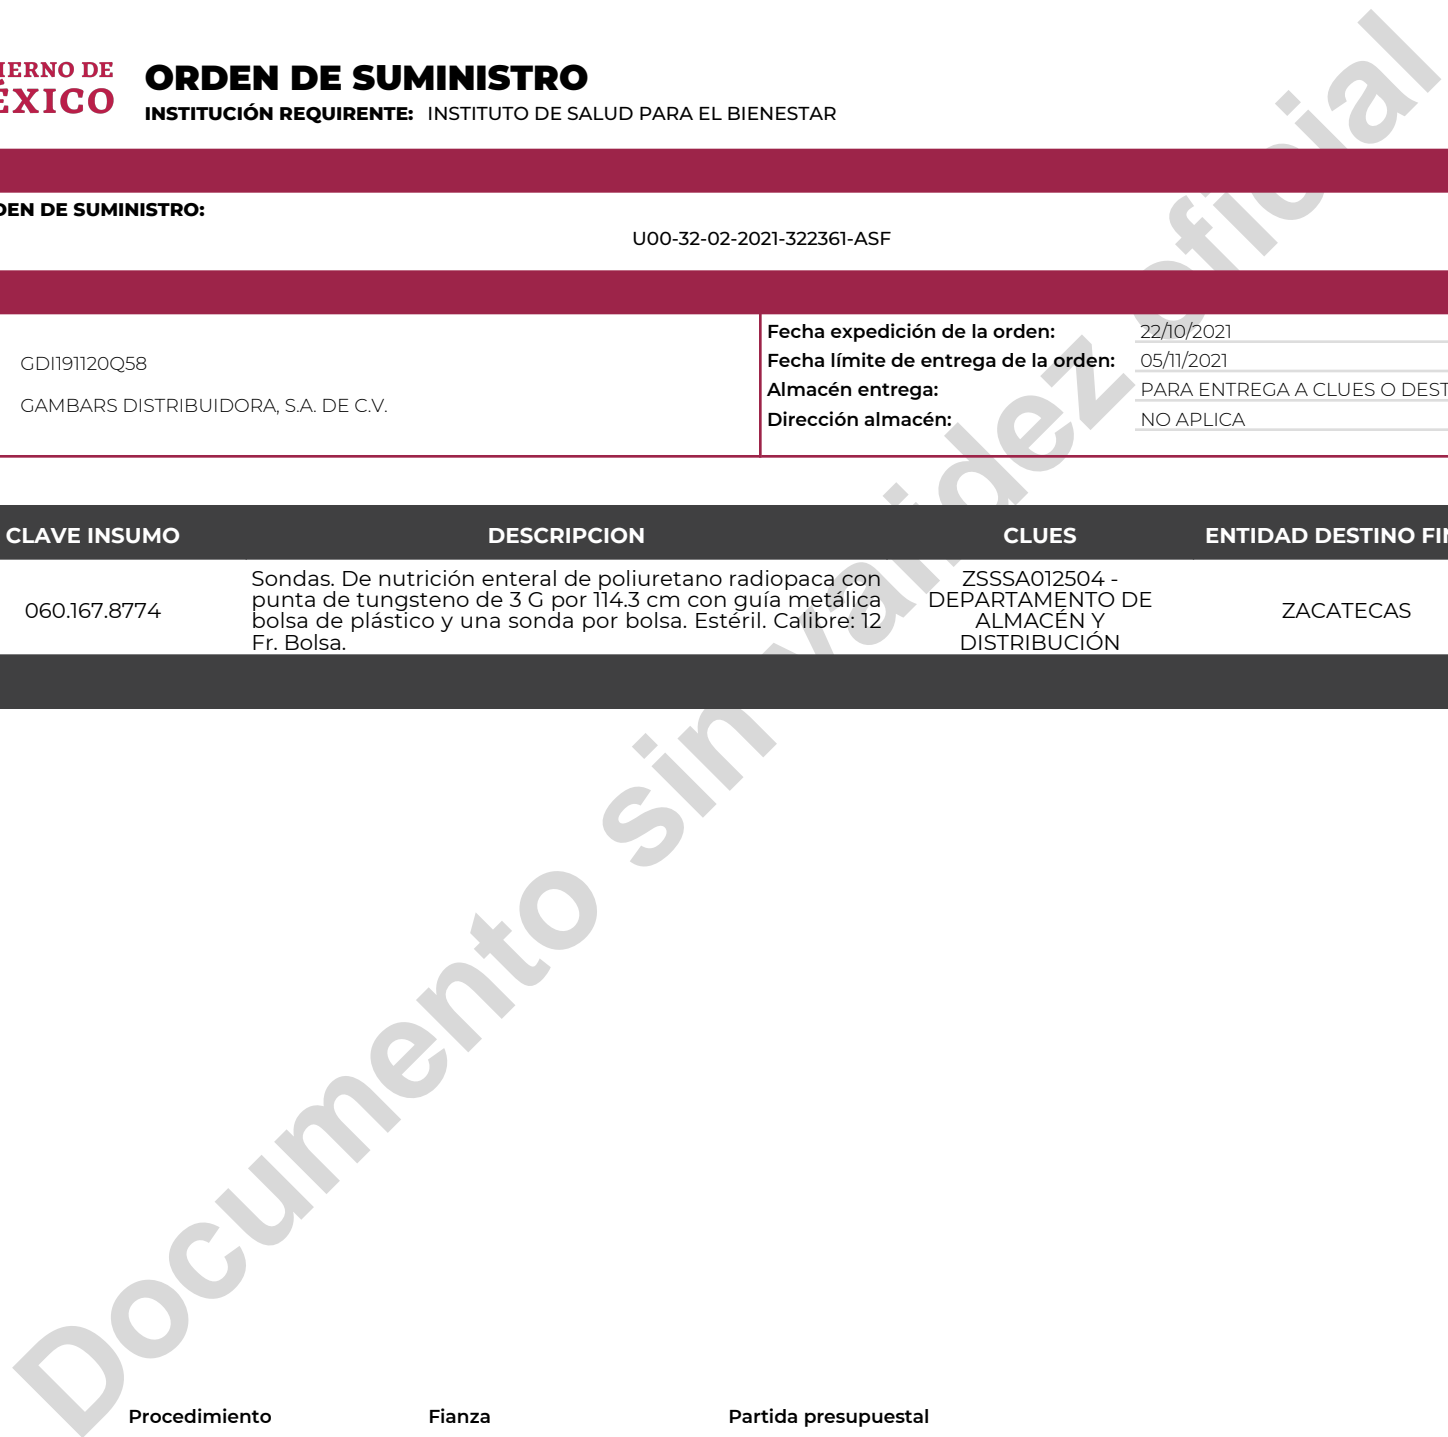 IERNO DE
ÉXICO
ORDEN DE SUMINISTRO
INSTITUCIÓN REQUIRENTE: INSTITUTO DE SALUD PARA EL BIENESTAR
DEN DE SUMINISTRO:
U00-32-02-2021-322361-ASF
GDI191120Q58
GAMBARS DISTRIBUIDORA, S.A. DE C.V.
Fecha expedición de la orden: 22/10/2021
Fecha límite de entrega de la orden: 05/11/2021
Almacén entrega: PARA ENTREGA A CLUES O DEST
Dirección almacén: NO APLICA
CLAVE INSUMO DESCRIPCION CLUES ENTIDAD DESTINO FIN
060.167.8774
Sondas. De nutrición enteral de poliuretano radiopaca con
punta de tungsteno de 3 G por 114.3 cm con guía metálica
bolsa de plástico y una sonda por bolsa. Estéril. Calibre: 12
Fr. Bolsa.
ZSSSA012504 -
DEPARTAMENTO DE
ALMACÉN Y
DISTRIBUCIÓN
ZACATECAS
Documento sin validez oficial
Procedimiento Fianza Partida presupuestal